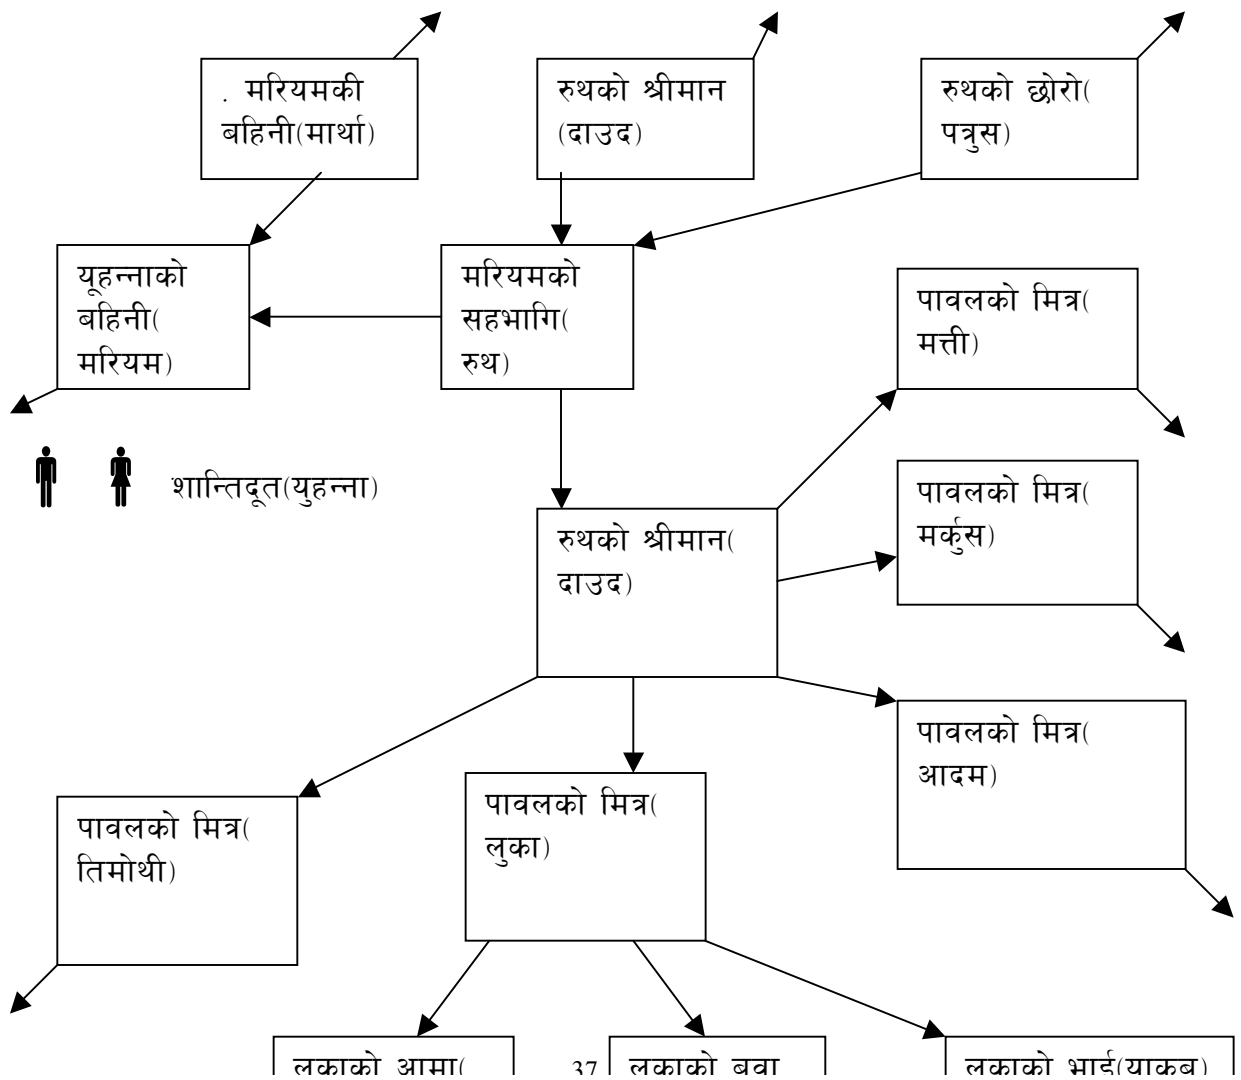 . मरियमकी
बहिनी(मार्था)
रुथको श्रीमान
(दाउद)
रुथको छोरो(
पत्रुस)
यूहन्नाको
बहिनी(
मरियम)
मरियमको
सहभागि(
रुथ)
पावलको मित्र(
मत्ती)
शान्तिदूत(युहन्ना)
पावलको मित्र(
मर्कुस)
रुथको श्रीमान(
दाउद)
पावलको मित्र(
आदम)
पावलको मित्र(
तिमोथी)
पावलको मित्र(
लुका)
लुकाको आमा(
37
लुकाको बुवा
लुकाको भाई(याकुब)